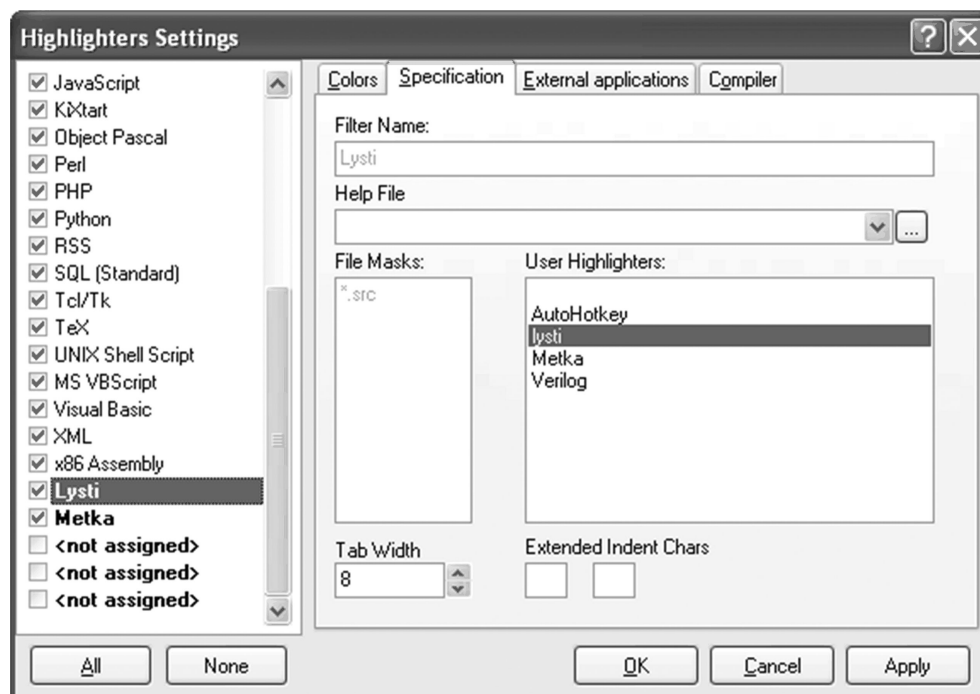 Highlighters Settings
JavaScript
KiXtart
Object Pascal
Perl
PHP
Python
RSS
SQL (Standard)
Tcl/Tk
TeX
UNIX Shell Script
MS VBScript
Visual Basic
XML
x86 Assembly
Lysti
Metka
<not assigned>
<not assigned>
<not assigned>
All None
Colors Specification External applications Compiler
Filter Name:
Lysti
Help File
...
File Masks: User Highlighters:
*.src
AutoHotkey
lysti
Metka
Verilog
Tab Width Extended Indent Chars
8
OK Cancel Apply